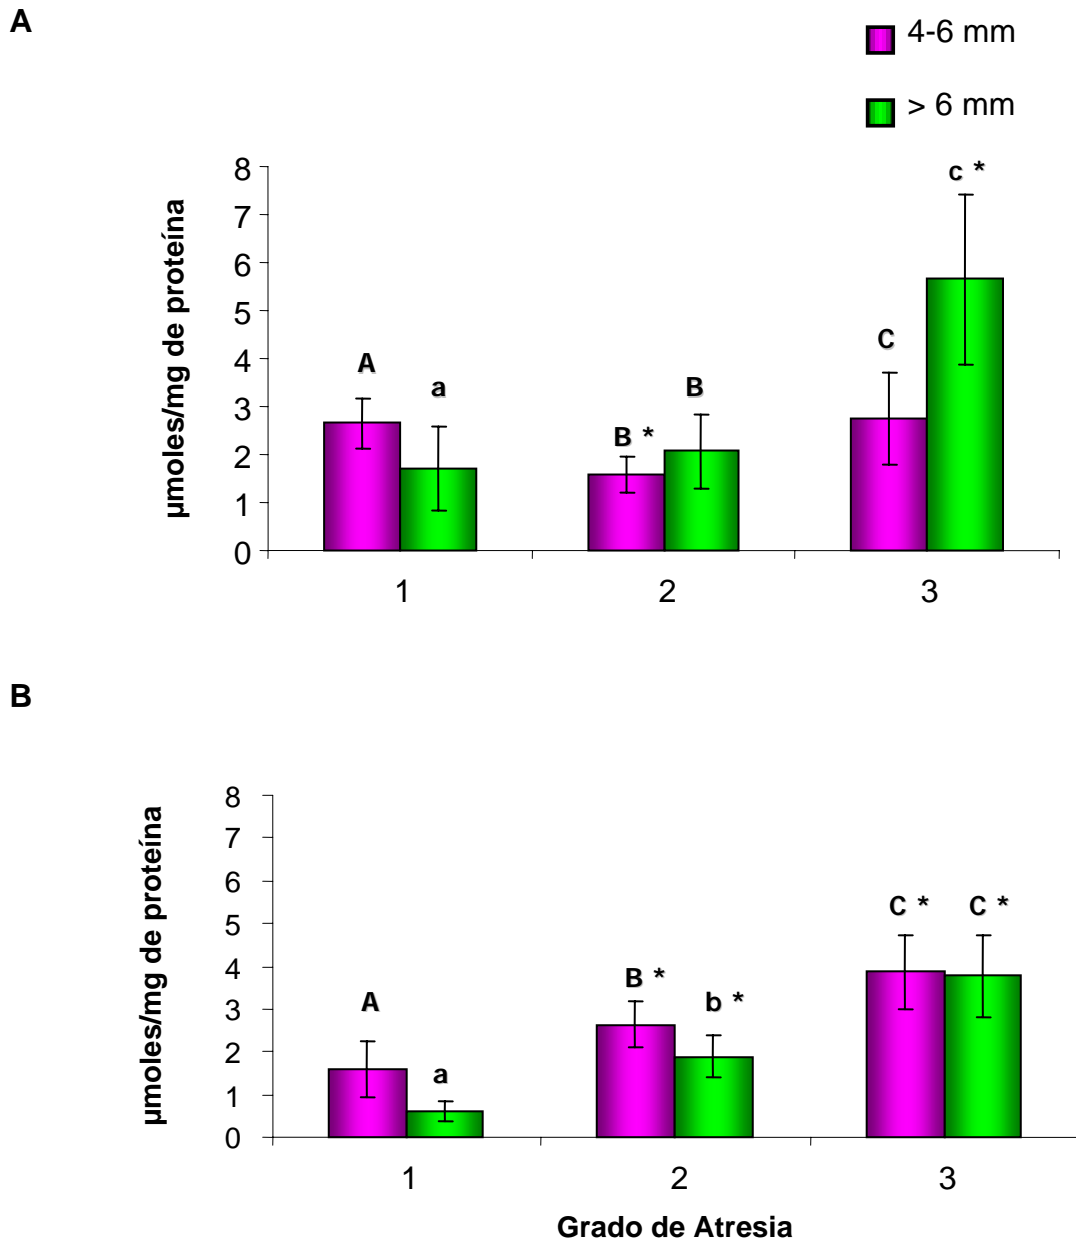 A
4-6 mm
> 6 mm
µmoles/mg de proteína
8
7
6
5
4
3
2
1
0
A
a
B *
B
C
c *
1 2 3
B
µmoles/mg de proteína
8
7
6
5
4
3
2
1
0
A
a
B *
b *
C * C *
1 2 3
Grado de Atresia